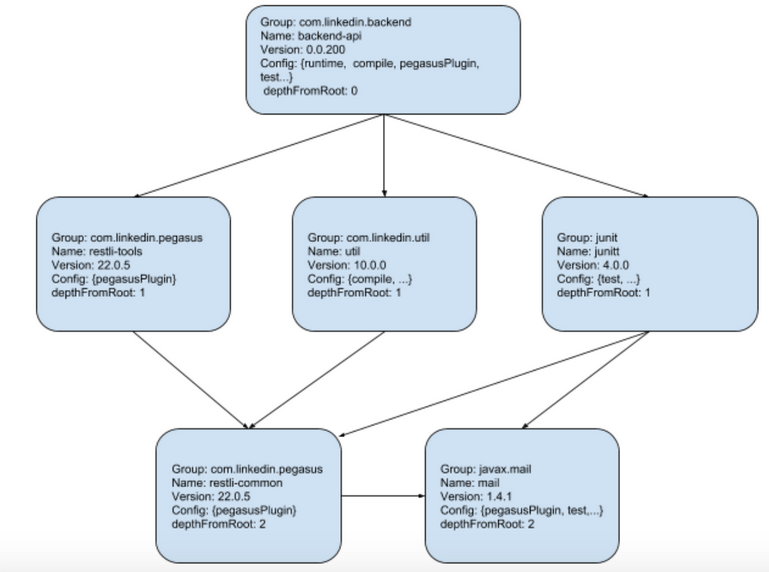 Group: com.linkedin.backend
Name: backend-api
Version: 0.0.200
Config: {runtime, compile, pegasusPlugin,
test...}
depthFromRoot: 0
Group: com.linkedin.pegasus
Name: restli-tools
Version: 22.0.5
Config: {pegasusPlugin}
depthFromRoot: 1
Group: com.linkedin.util
Name: util
Version: 10.0.0
Config: {compile, ...}
depthFromRoot: 1
Group: junit
Name: junitt
Version: 4.0.0
Config: {test, ...}
depthFromRoot: 1
Group: com.linkedin.pegasus
Name: restli-common
Version: 22.0.5
Config: {pegasusPlugin}
depthFromRoot: 2
Group: javax.mail
Name: mail
Version: 1.4.1
Config: {pegasusPlugin, test,...}
depthFromRoot: 2